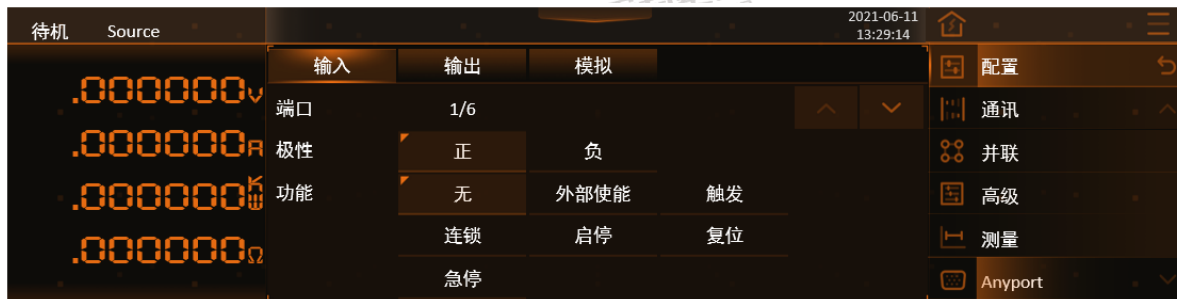 待机 Source 2021-06-11
13:29:14
输入 输出 模拟 配置
.000000V
端口 1/6 通讯
.000000A
极性 正 负 并联
.000000KW
功能 无 外部使能 触发 高级
连锁 启停 复位 测量
.000000Ω
急停 Anyport